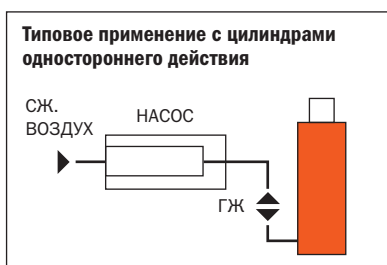 Типовое применение с цилиндрами
одностороннего действия
СЖ.
ВОЗДУХ
НАСОС
ГЖ